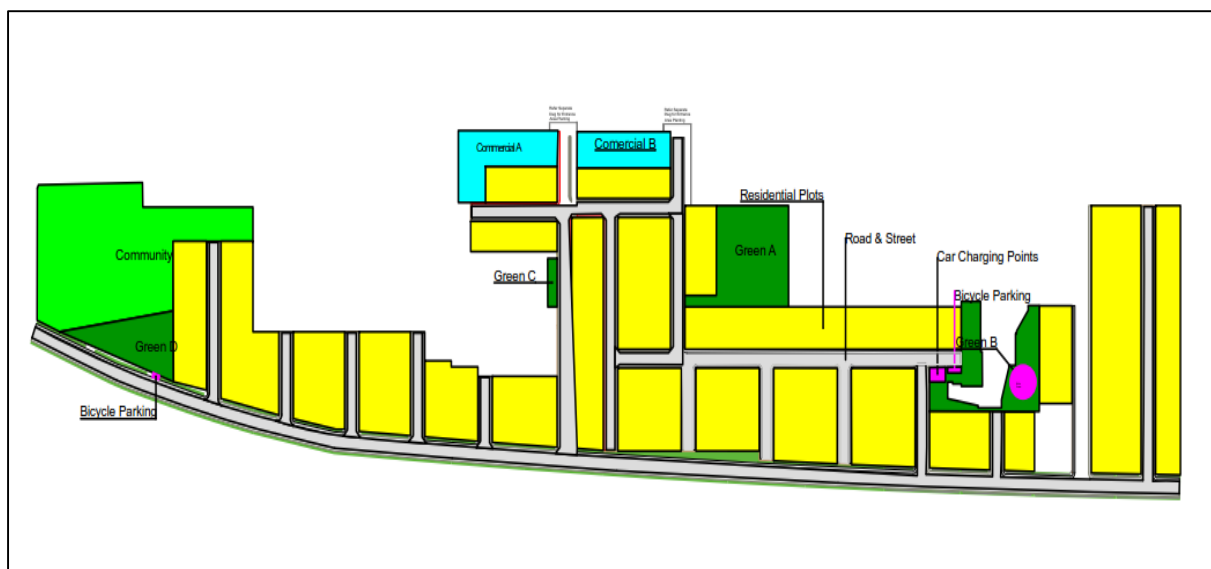 Commercial A
Comercial B
Residential Plots
Community
Green A
Road & Street
Green C
Car Charging Points
Bicycle Parking
Green D
Green B
Bicycle Parking